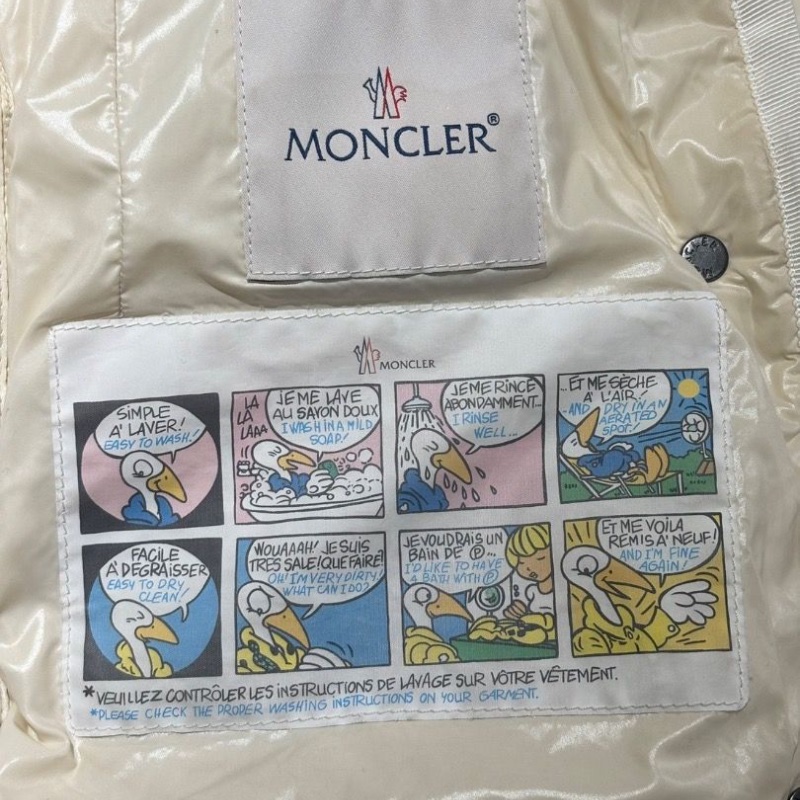 MONCLER®
MONCLER
SIMPLE
À LAVER!
EASY TO WASH!
LA
LA
LAAA
JE ME LAVE
AU SAVON DOUX
I WASH IN A MILD
SOAP!
JE ME RINCE
ABONDAMMENT...
I RINSE
WELL...
...ET ME SÈCHE
À L'AIR!
...AND DRY IN AN
AERATED
SPOT!
FACILE
À DEGRAISSER
EASY TO DRY
CLEAN!
WOUAAAH! JE SUIS
TRES SALE! QUE FAIRE?
OH! I'M VERY DIRTY!
WHAT CAN I DO?
JE VOUDRAIS UN
BAIN DE Ⓟ...
I'D LIKE TO HAVE
A BATH WITH Ⓟ
ET ME VOILA
REMIS À NEUF!
AND I'M FINE
AGAIN!
*VEUILLEZ CONTRÔLER LES INSTRUCTIONS DE LAVAGE SUR VÔTRE VÊTEMENT.
*PLEASE CHECK THE PROPER WASHING INSTRUCTIONS ON YOUR GARMENT.